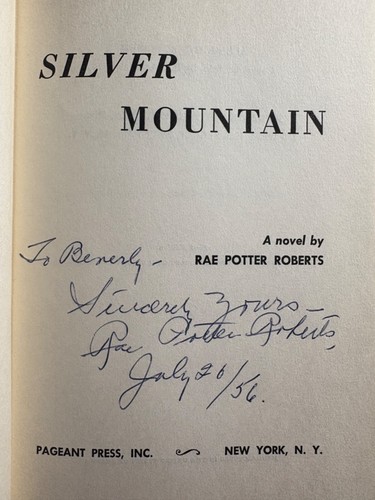 SILVER
MOUNTAIN
A novel by
RAE POTTER ROBERTS
To Beverly –
Sincerely Yours –
Rae Potter Roberts,
July 26/56.
PAGEANT PRESS, INC. NEW YORK, N. Y.